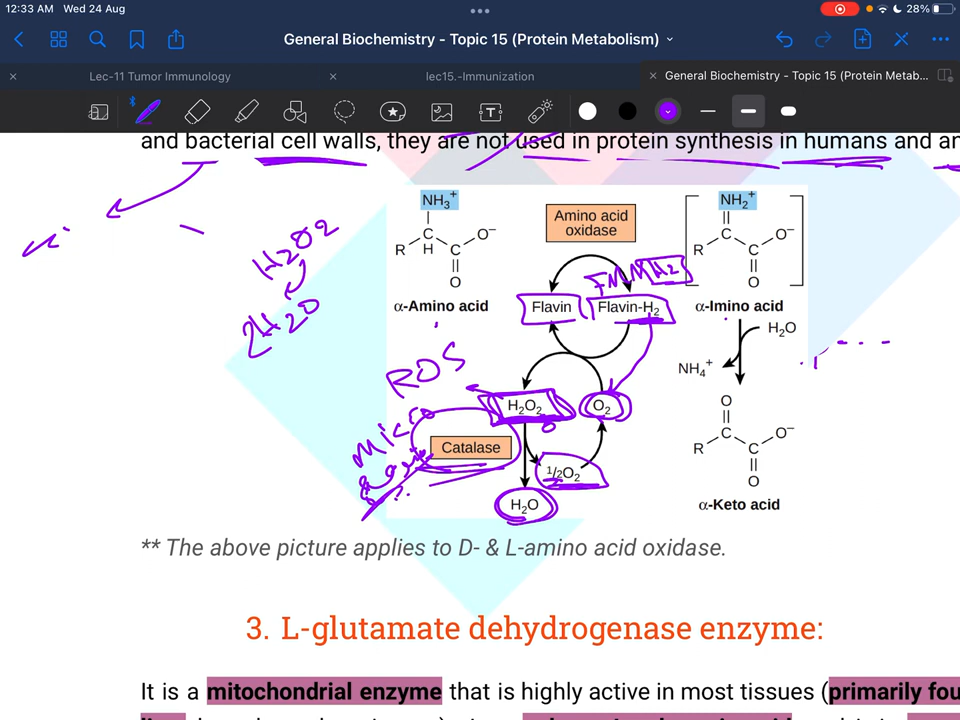 12:33 AM Wed 24 Aug
28%
General Biochemistry - Topic 15 (Protein Metabolism)
Lec-11 Tumor Immunology
lec15.-Immunization
General Biochemistry - Topic 15 (Protein Metab...
and bacterial cell walls, they are not used in protein synthesis in humans and an
NH3+
R
C
H
C
O−
O
α-Amino acid
Amino acid
oxidase
NH2+
R
C
C
O−
O
α-Imino acid
H2O2
2H2O
FMN
H2
Flavin
Flavin-H2
H2O
NH4+
ROS
H2O2
O2
Micro
Catalase
1/2O2
H2O
O
R
C
C
O−
O
α-Keto acid
** The above picture applies to D- & L-amino acid oxidase.
3. L-glutamate dehydrogenase enzyme:
It is a mitochondrial enzyme that is highly active in most tissues (primarily fou